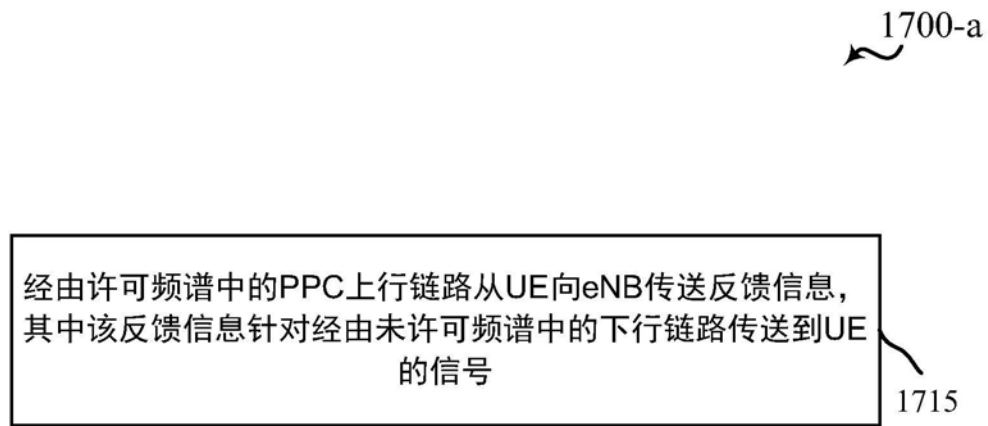 1700-a
经由许可频谱中的PPC上行链路从UE向eNB传送反馈信息，
其中该反馈信息针对经由未许可频谱中的下行链路传送到UE
的信号
1715